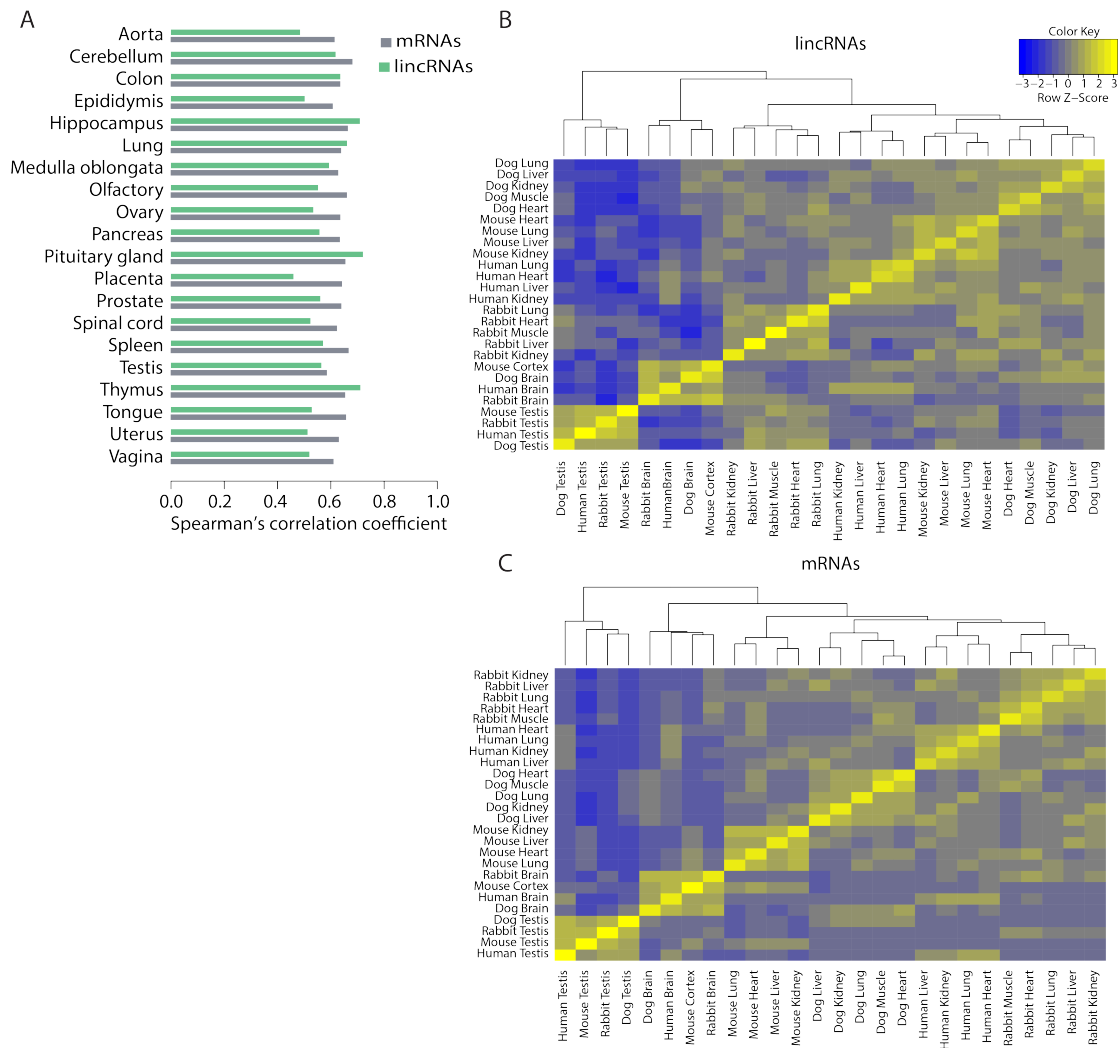 A
Aorta
Cerebellum
Colon
Epididymis
Hippocampus
Lung
Medulla oblongata
Olfactory
Ovary
Pancreas
Pituitary gland
Placenta
Prostate
Spinal cord
Spleen
Testis
Thymus
Tongue
Uterus
Vagina
mRNAs
lincRNAs
0.0 0.2 0.4 0.6 0.8 1.0
Spearman's correlation coefficient
B
lincRNAs
Color Key
−3 −2 −1 0 1 2 3
Row Z−Score
Dog Lung
Dog Liver
Dog Kidney
Dog Muscle
Dog Heart
Mouse Heart
Mouse Lung
Mouse Liver
Mouse Kidney
Human Lung
Human Heart
Human Liver
Human Kidney
Rabbit Lung
Rabbit Heart
Rabbit Muscle
Rabbit Liver
Rabbit Kidney
Mouse Cortex
Dog Brain
Human Brain
Rabbit Brain
Mouse Testis
Rabbit Testis
Human Testis
Dog Testis
Dog Testis
Human Testis
Rabbit Testis
Mouse Testis
Rabbit Brain
HumanBrain
Dog Brain
Mouse Cortex
Rabbit Kidney
Rabbit Liver
Rabbit Muscle
Rabbit Heart
Rabbit Lung
Human Kidney
Human Liver
Human Heart
Human Lung
Mouse Kidney
Mouse Liver
Mouse Lung
Mouse Heart
Dog Heart
Dog Muscle
Dog Kidney
Dog Liver
Dog Lung
C
mRNAs
Rabbit Kidney
Rabbit Liver
Rabbit Lung
Rabbit Heart
Rabbit Muscle
Human Heart
Human Lung
Human Kidney
Human Liver
Dog Heart
Dog Muscle
Dog Lung
Dog Kidney
Dog Liver
Mouse Kidney
Mouse Liver
Mouse Heart
Mouse Lung
Rabbit Brain
Mouse Cortex
Human Brain
Dog Brain
Dog Testis
Rabbit Testis
Mouse Testis
Human Testis
Human Testis
Mouse Testis
Rabbit Testis
Dog Testis
Dog Brain
Human Brain
Mouse Cortex
Rabbit Brain
Mouse Lung
Mouse Heart
Mouse Liver
Mouse Kidney
Dog Liver
Dog Kidney
Dog Lung
Dog Muscle
Dog Heart
Human Liver
Human Kidney
Human Lung
Human Heart
Rabbit Muscle
Rabbit Heart
Rabbit Lung
Rabbit Liver
Rabbit Kidney